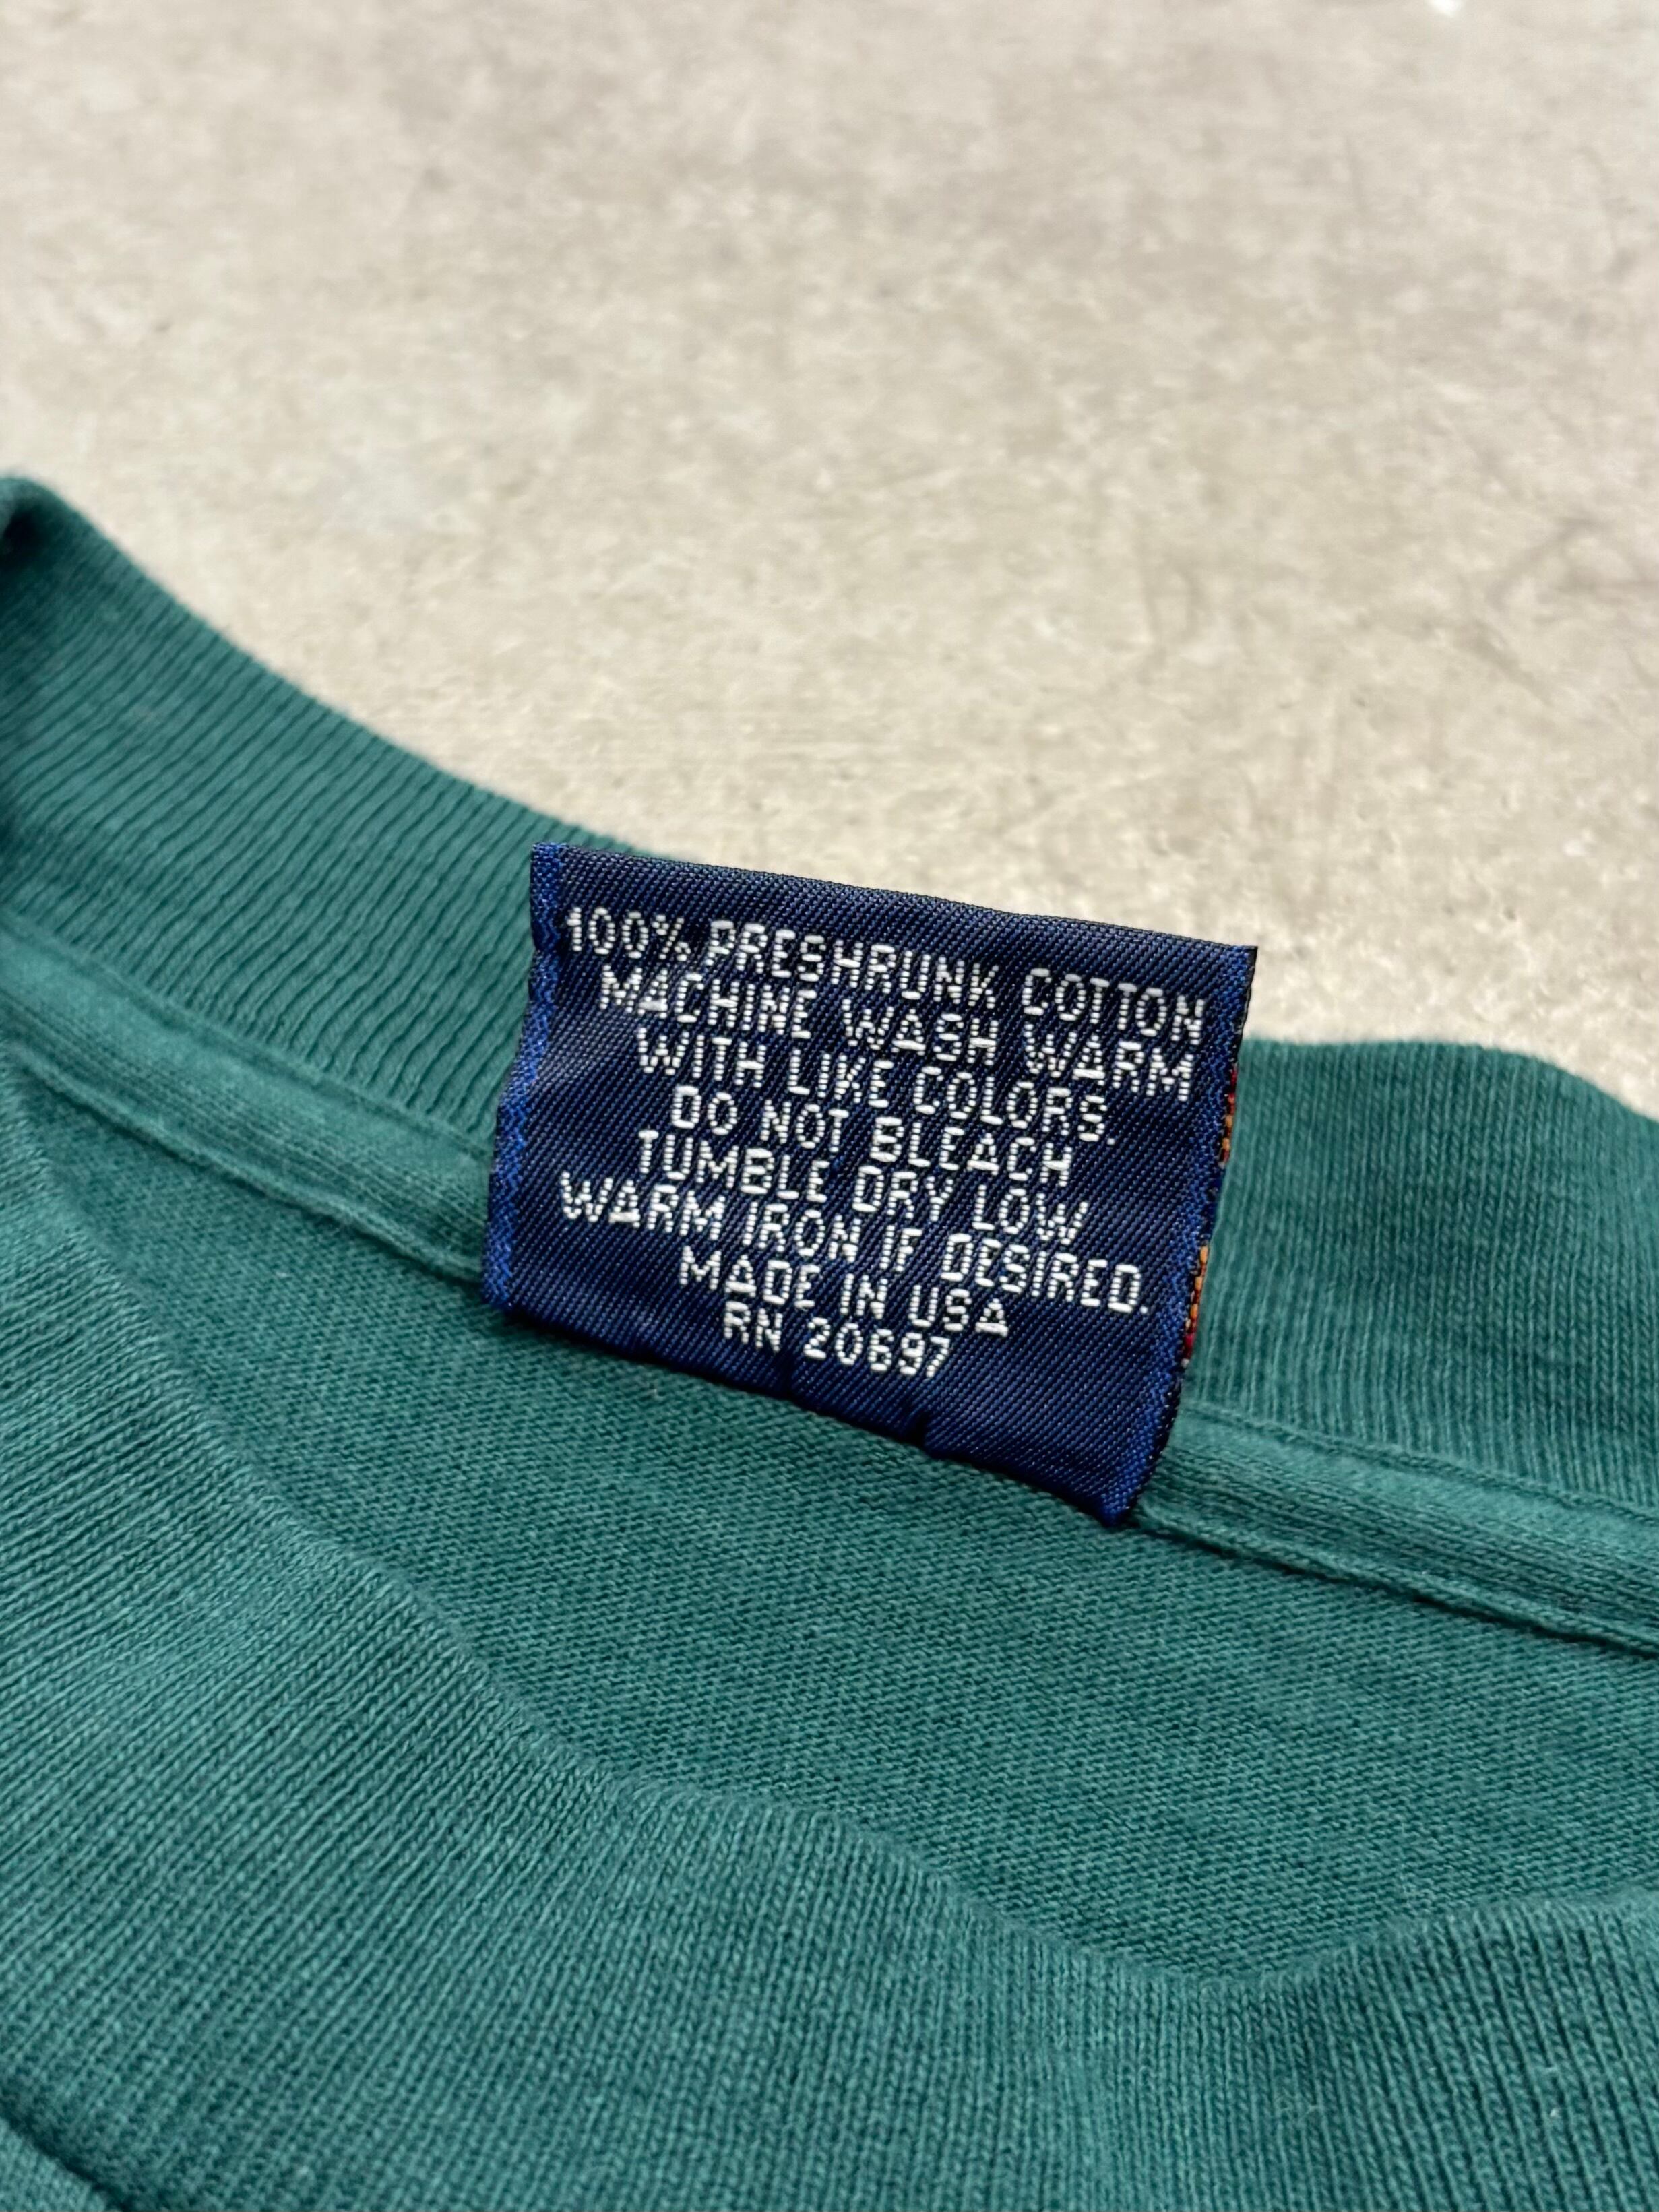 100% PRESHRUNK COTTON
MACHINE WASH WARM
WITH LIKE COLORS.
DO NOT BLEACH
TUMBLE DRY LOW
WARM IRON IF DESIRED.
MADE IN USA
RN 20697